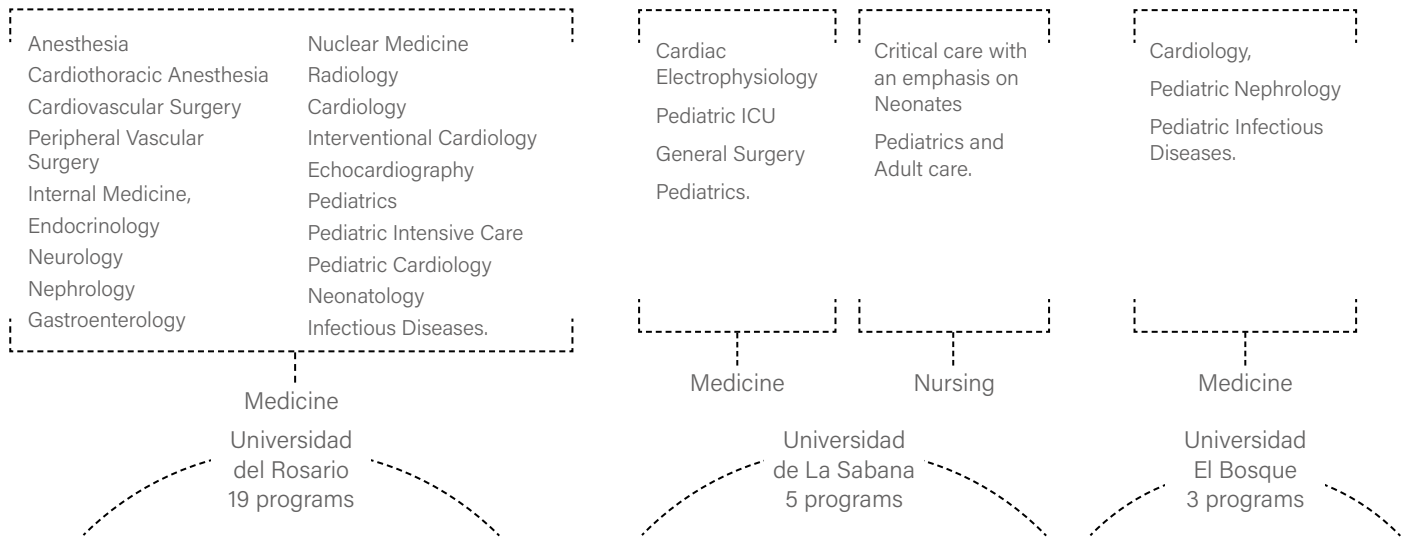 Anesthesia
Cardiothoracic Anesthesia
Cardiovascular Surgery
Peripheral Vascular
Surgery
Internal Medicine,
Endocrinology
Neurology
Nephrology
Gastroenterology
Nuclear Medicine
Radiology
Cardiology
Interventional Cardiology
Echocardiography
Pediatrics
Pediatric Intensive Care
Pediatric Cardiology
Neonatology
Infectious Diseases.
Medicine
Universidad
del Rosario
19 programs
Cardiac
Electrophysiology
Pediatric ICU
General Surgery
Pediatrics.
Medicine
Critical care with
an emphasis on
Neonates
Pediatrics and
Adult care.
Nursing
Universidad
de La Sabana
5 programs
Cardiology,
Pediatric Nephrology
Pediatric Infectious
Diseases.
Medicine
Universidad
El Bosque
3 programs